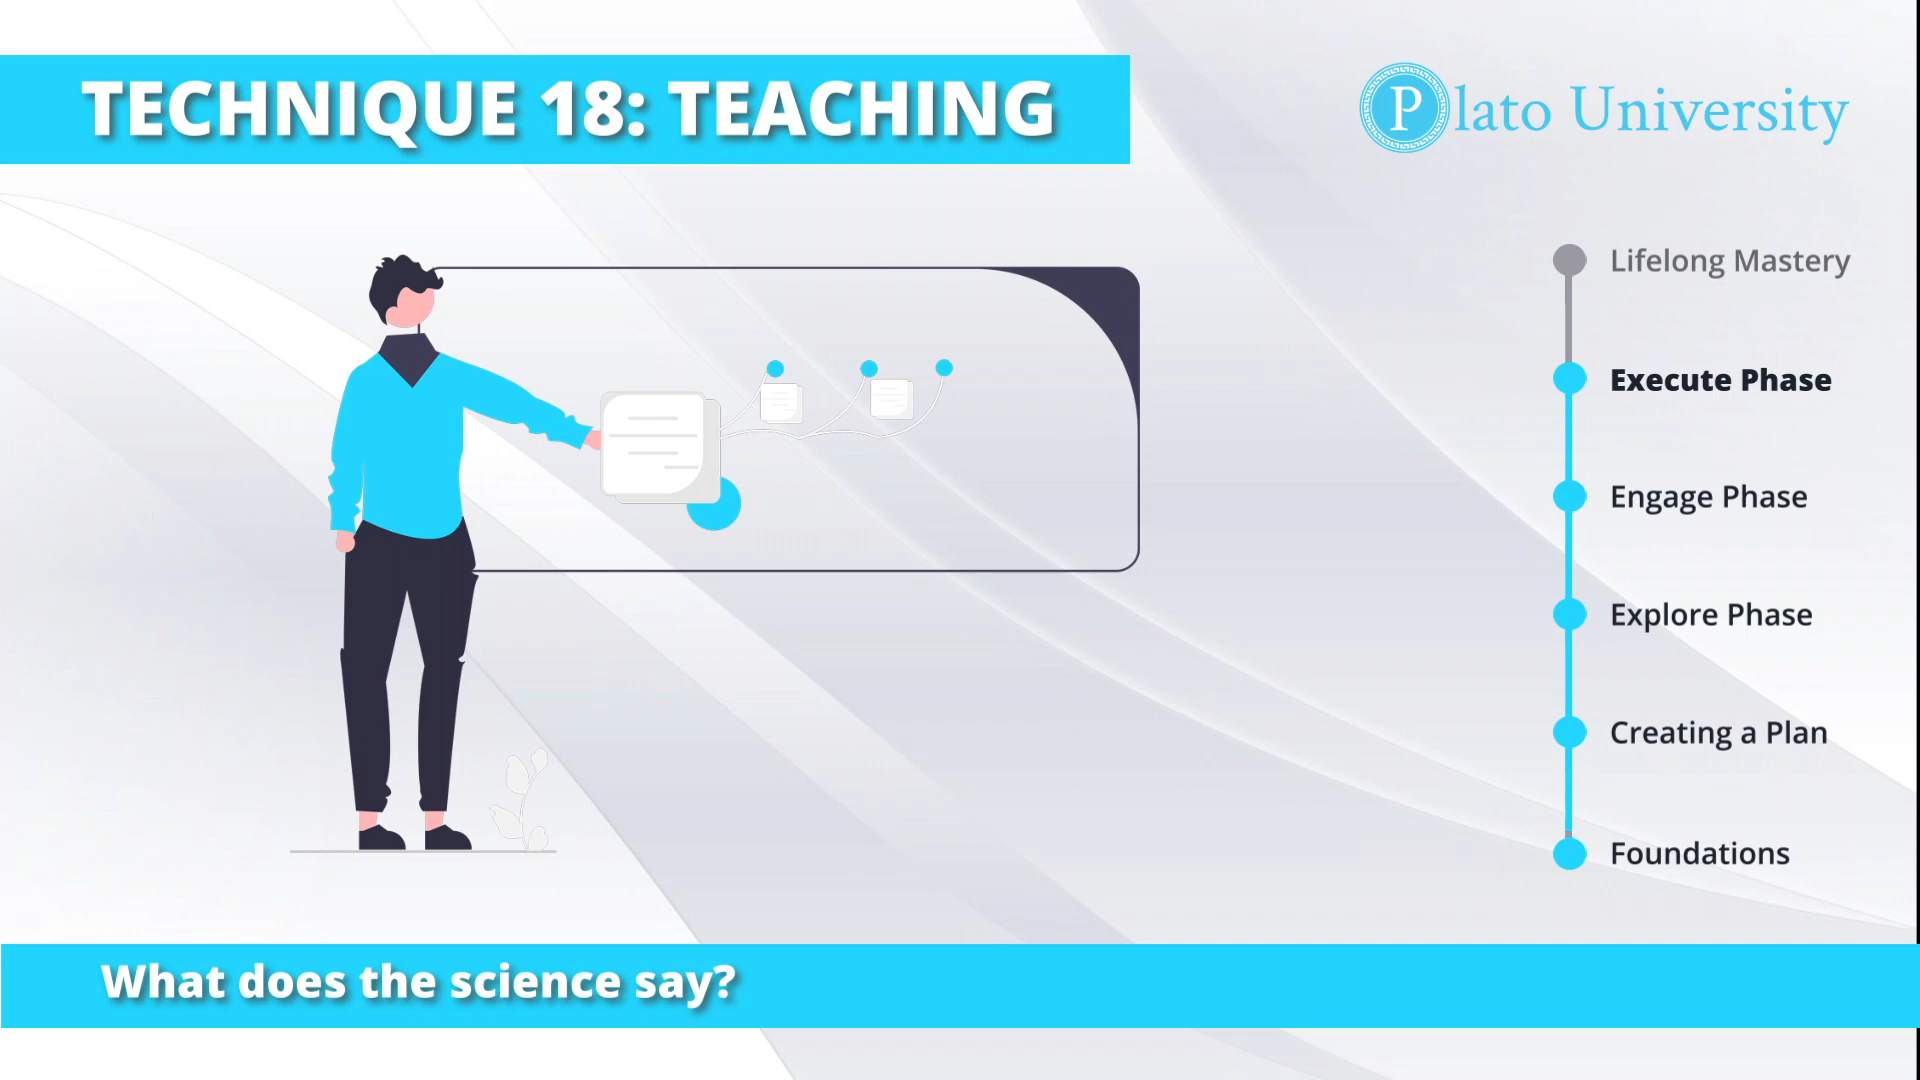 TECHNIQUE 18: TEACHING
Plato University
Lifelong Mastery
Execute Phase
Engage Phase
Explore Phase
Creating a Plan
Foundations
What does the science say?